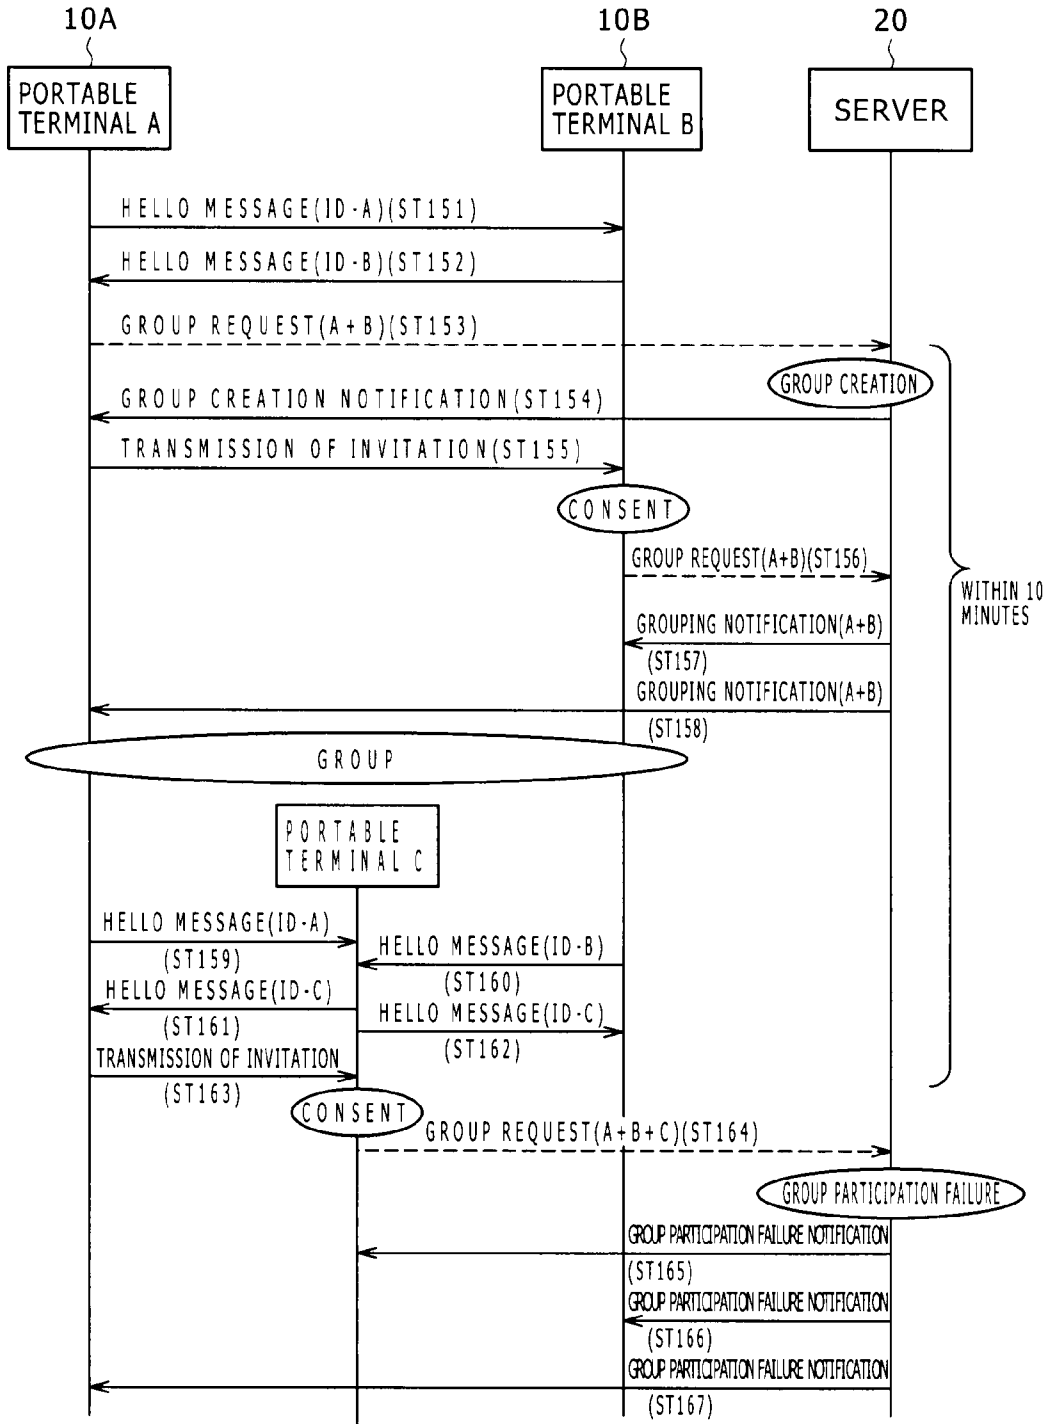 10A
10B
20
PORTABLE
TERMINAL A
PORTABLE
TERMINAL B
SERVER
HELLO MESSAGE(ID-A)(ST151)
HELLO MESSAGE(ID-B)(ST152)
GROUP REQUEST(A+B)(ST153)
GROUP CREATION
GROUP CREATION NOTIFICATION(ST154)
TRANSMISSION OF INVITATION(ST155)
CONSENT
GROUP REQUEST(A+B)(ST156)
WITHIN 10
MINUTES
GROUPING NOTIFICATION(A+B)
(ST157)
GROUPING NOTIFICATION(A+B)
(ST158)
GROUP
PORTABLE
TERMINAL C
HELLO MESSAGE(ID-A)
(ST159)
HELLO MESSAGE(ID-B)
(ST160)
HELLO MESSAGE(ID-C)
(ST161)
HELLO MESSAGE(ID-C)
(ST162)
TRANSMISSION OF INVITATION
(ST163)
CONSENT
GROUP REQUEST(A+B+C)(ST164)
GROUP PARTICIPATION FAILURE
GROUP PARTICIPATION FAILURE NOTIFICATION
(ST165)
GROUP PARTICIPATION FAILURE NOTIFICATION
(ST166)
GROUP PARTICIPATION FAILURE NOTIFICATION
(ST167)